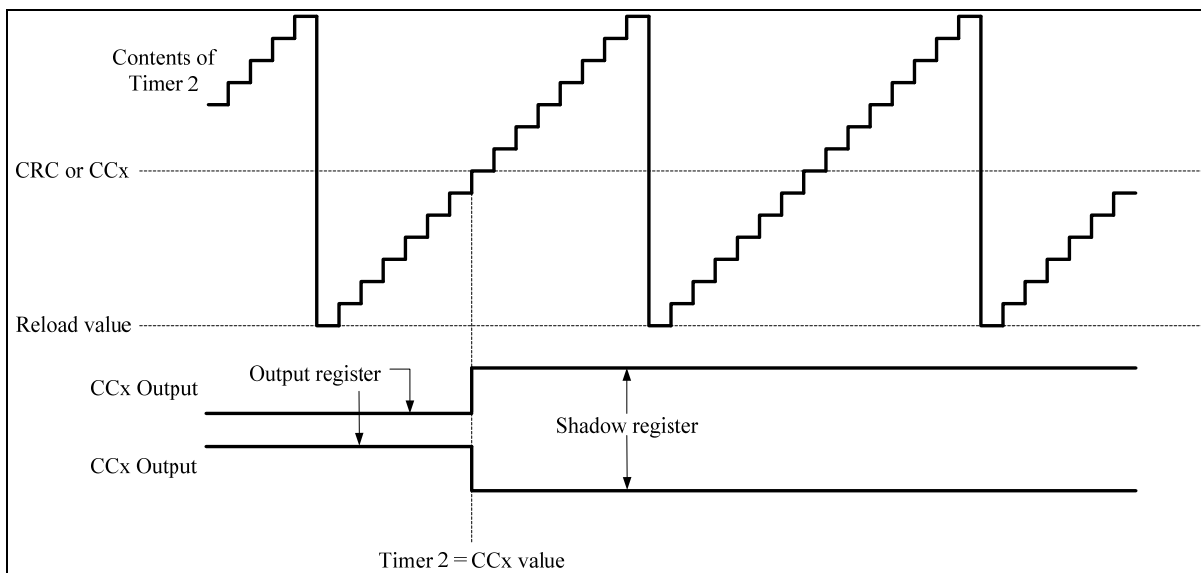 Contents of
Timer 2
CRC or CCx
Reload value
CCx Output
Output register
Shadow register
CCx Output
Timer 2 = CCx value